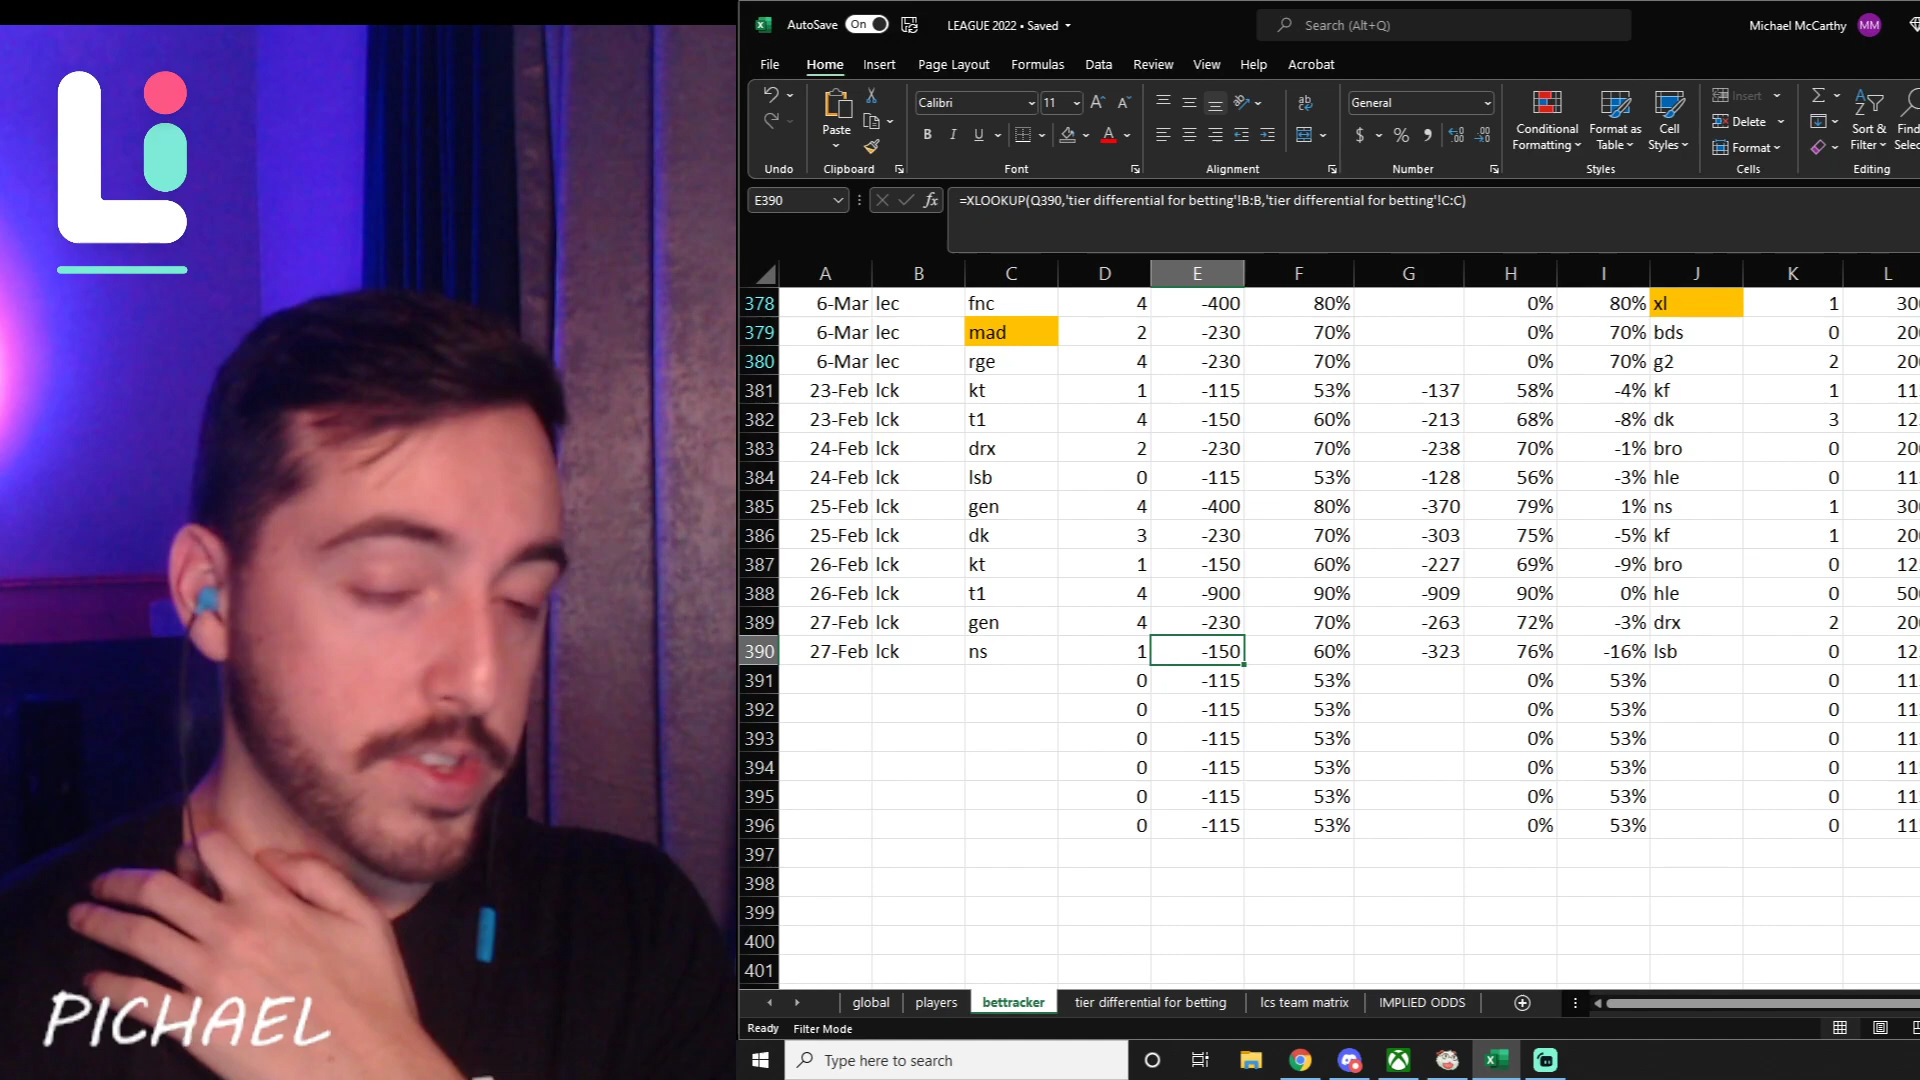 AutoSave On LEAGUE 2022 • Saved Search (Alt+Q) Michael McCarthy MM
File Home Insert Page Layout Formulas Data Review View Help Acrobat
Paste Calibri 11 General Conditional Formatting Format as Table Cell Styles Insert Delete Format Sort & Filter
Undo Clipboard Font Alignment Number Styles Cells Editing
E390 fx =XLOOKUP(Q390,'tier differential for betting'!B:B,'tier differential for betting'!C:C)
A B C D E F G H I J K L
378 6-Mar lec fnc 4 -400 80% 0% 80% xl 1
379 6-Mar lec mad 2 -230 70% 0% 70% bds 0
380 6-Mar lec rge 4 -230 70% 0% 70% g2 2
381 23-Feb lck kt 1 -115 53% -137 58% -4% kf 1
382 23-Feb lck t1 4 -150 60% -213 68% -8% dk 3
383 24-Feb lck drx 2 -230 70% -238 70% -1% bro 0
384 24-Feb lck lsb 0 -115 53% -128 56% -3% hle 0
385 25-Feb lck gen 4 -400 80% -370 79% 1% ns 1
386 25-Feb lck dk 3 -230 70% -303 75% -5% kf 1
387 26-Feb lck kt 1 -150 60% -227 69% -9% bro 0
388 26-Feb lck t1 4 -900 90% -909 90% 0% hle 0
389 27-Feb lck gen 4 -230 70% -263 72% -3% drx 2
390 27-Feb lck ns 1 -150 60% -323 76% -16% lsb 0
391 0 -115 53% 0% 53% 0
392 0 -115 53% 0% 53% 0
393 0 -115 53% 0% 53% 0
394 0 -115 53% 0% 53% 0
395 0 -115 53% 0% 53% 0
396 0 -115 53% 0% 53% 0
397
398
399
400
401
global players bettracker tier differential for betting lcs team matrix IMPLIED ODDS
Ready Filter Mode
Type here to search
Li
PICHAEL